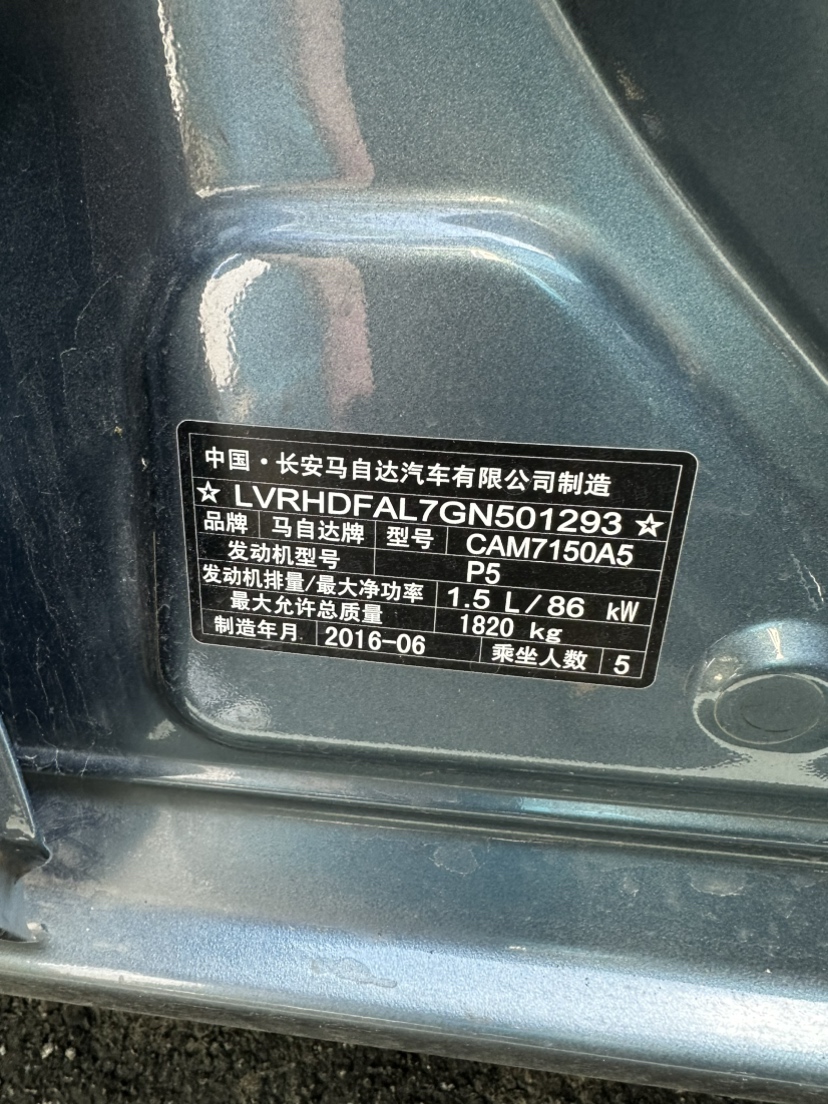 中国·长安马自达汽车有限公司制造
☆ LVRHDFAL7GN501293 ☆
品牌 马自达牌 型号 CAM7150A5
发动机型号 P5
发动机排量/最大净功率 1.5 L/86 kW
最大允许总质量 1820 kg
制造年月 2016-06 乘坐人数 5